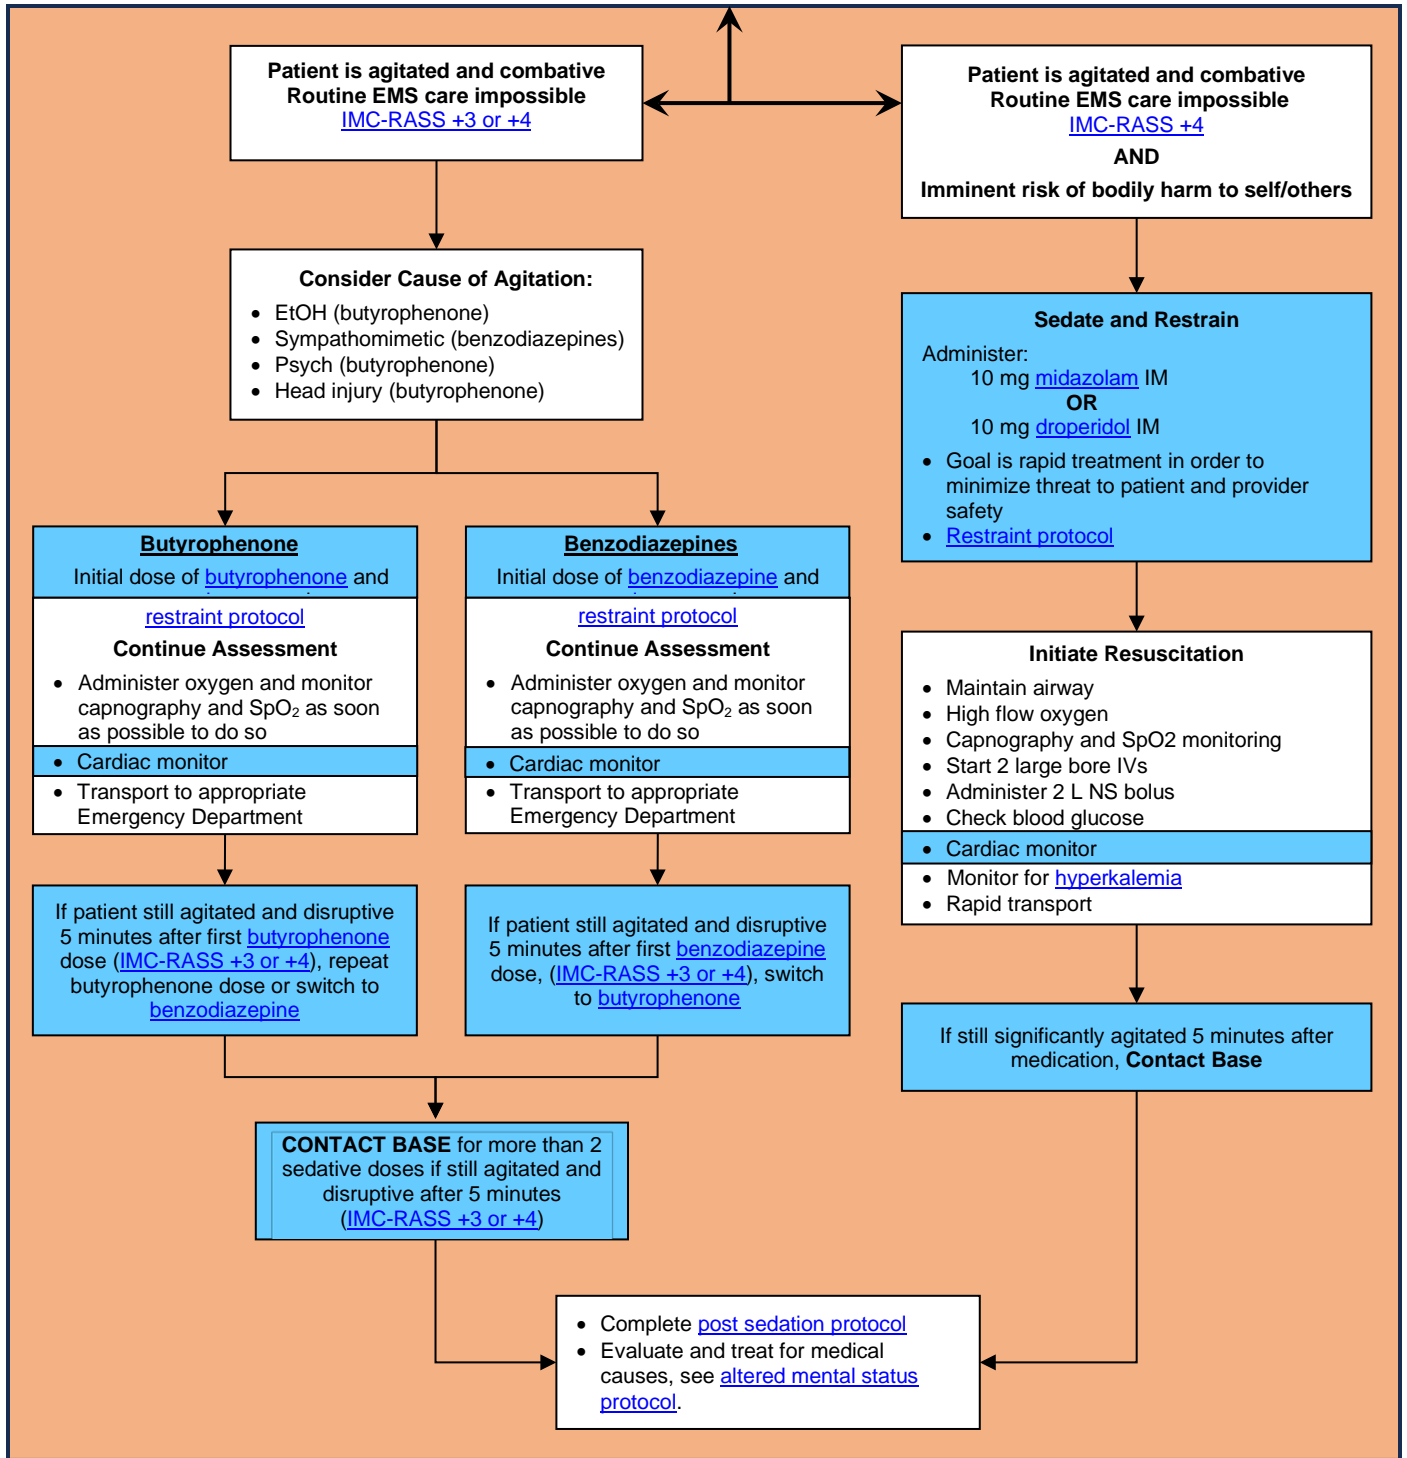 Patient is agitated and combative
Routine EMS care impossible
IMC-RASS +3 or +4
Patient is agitated and combative
Routine EMS care impossible
IMC-RASS +4
AND
Imminent risk of bodily harm to self/others
Consider Cause of Agitation:
• EtOH (butyrophenone)
• Sympathomimetic (benzodiazepines)
• Psych (butyrophenone)
• Head injury (butyrophenone)
Sedate and Restrain
Administer:
10 mg midazolam IM
OR
10 mg droperidol IM
• Goal is rapid treatment in order to
minimize threat to patient and provider
safety
• Restraint protocol
Butyrophenone
Initial dose of butyrophenone and
restraint protocol
Continue Assessment
• Administer oxygen and monitor
capnography and SpO₂ as soon
as possible to do so
• Cardiac monitor
• Transport to appropriate
Emergency Department
Benzodiazepines
Initial dose of benzodiazepine and
restraint protocol
Continue Assessment
• Administer oxygen and monitor
capnography and SpO₂ as soon
as possible to do so
• Cardiac monitor
• Transport to appropriate
Emergency Department
Initiate Resuscitation
• Maintain airway
• High flow oxygen
• Capnography and SpO2 monitoring
• Start 2 large bore IVs
• Administer 2 L NS bolus
• Check blood glucose
• Cardiac monitor
• Monitor for hyperkalemia
• Rapid transport
If patient still agitated and disruptive
5 minutes after first butyrophenone
dose (IMC-RASS +3 or +4), repeat
butyrophenone dose or switch to
benzodiazepine
If patient still agitated and disruptive
5 minutes after first benzodiazepine
dose, (IMC-RASS +3 or +4), switch
to butyrophenone
If still significantly agitated 5 minutes after
medication, Contact Base
CONTACT BASE for more than 2
sedative doses if still agitated and
disruptive after 5 minutes
(IMC-RASS +3 or +4)
• Complete post sedation protocol
• Evaluate and treat for medical
causes, see altered mental status
protocol.